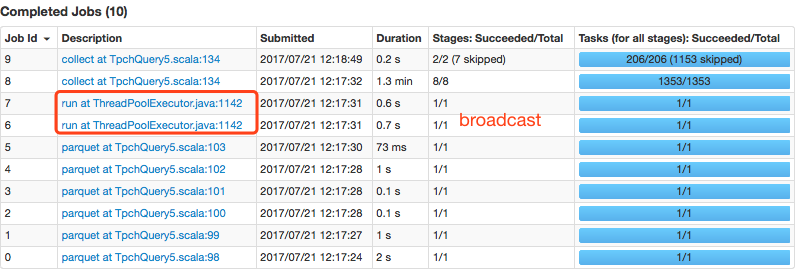 Completed Jobs (10)
Job Id ▾ Description Submitted Duration Stages: Succeeded/Total Tasks (for all stages): Succeeded/Total
9 collect at TpchQuery5.scala:134 2017/07/21 12:18:49 0.2 s 2/2 (7 skipped) 206/206 (1153 skipped)
8 collect at TpchQuery5.scala:134 2017/07/21 12:17:32 1.3 min 8/8 1353/1353
7 run at ThreadPoolExecutor.java:1142 2017/07/21 12:17:31 0.6 s 1/1 1/1
broadcast
6 run at ThreadPoolExecutor.java:1142 2017/07/21 12:17:31 0.7 s 1/1 1/1
5 parquet at TpchQuery5.scala:103 2017/07/21 12:17:30 73 ms 1/1 1/1
4 parquet at TpchQuery5.scala:102 2017/07/21 12:17:28 1 s 1/1 1/1
3 parquet at TpchQuery5.scala:101 2017/07/21 12:17:28 0.1 s 1/1 1/1
2 parquet at TpchQuery5.scala:100 2017/07/21 12:17:28 0.1 s 1/1 1/1
1 parquet at TpchQuery5.scala:99 2017/07/21 12:17:27 1 s 1/1 1/1
0 parquet at TpchQuery5.scala:98 2017/07/21 12:17:24 2 s 1/1 1/1